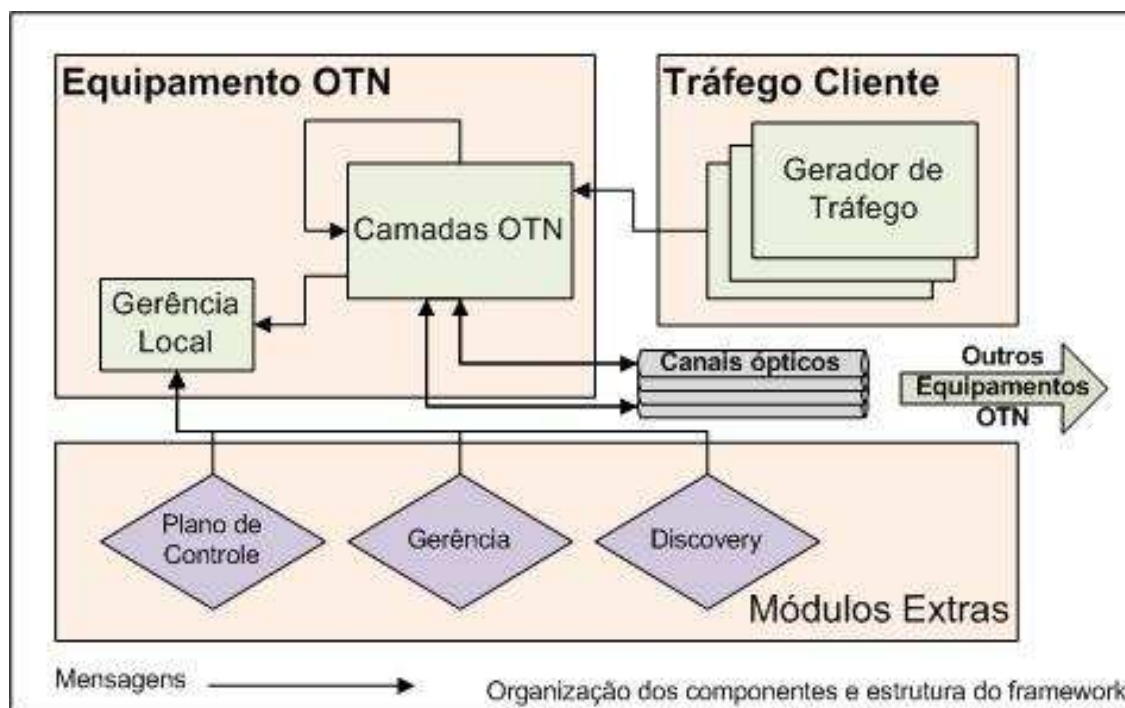 Equipamento OTN
Tráfego Cliente
Gerador de
Tráfego
Camadas OTN
Gerência
Local
Canais ópticos
Outros
Equipamentos
OTN
Plano de
Controle
Gerência
Discovery
Módulos Extras
Mensagens
Organização dos componentes e estrutura do framework